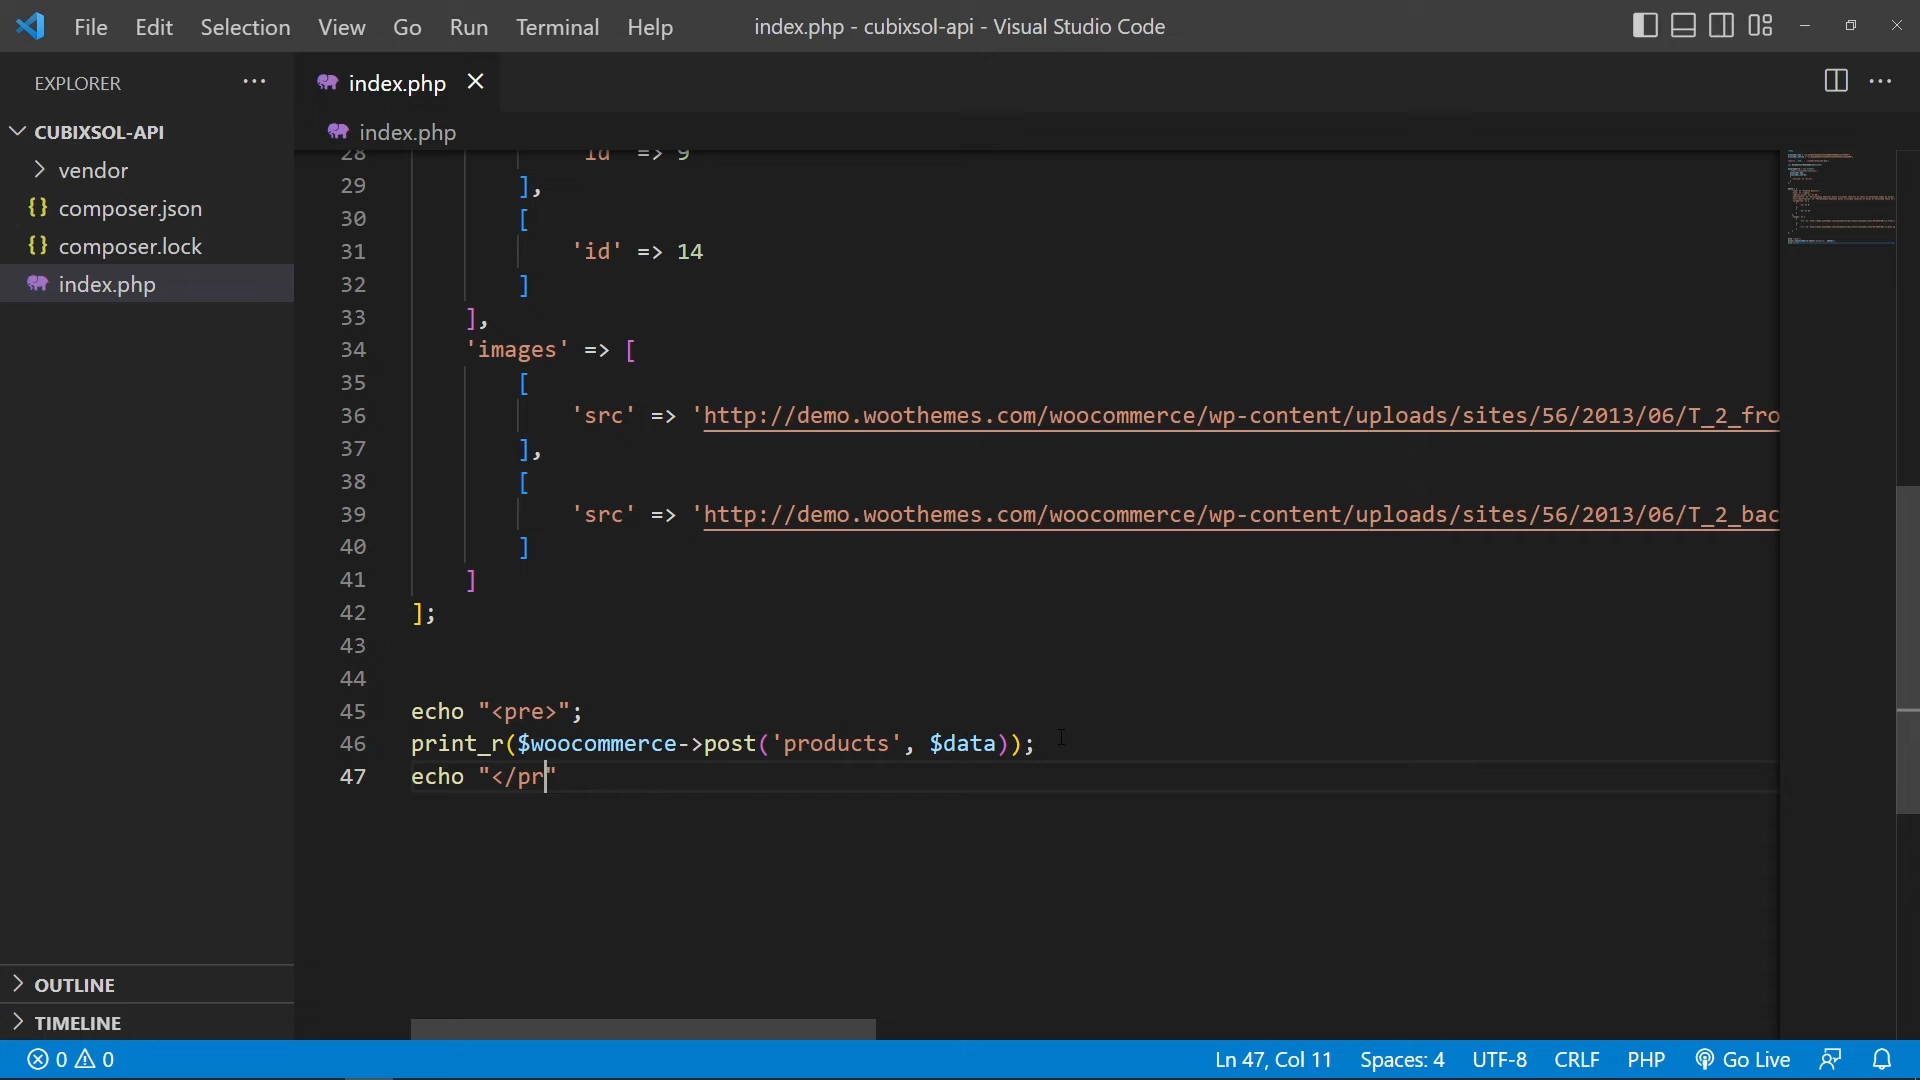 File Edit Selection View Go Run Terminal Help
index.php - cubixsol-api - Visual Studio Code
EXPLORER ...
CUBIXSOL-API
vendor
{} composer.json
{} composer.lock
index.php
OUTLINE
TIMELINE
index.php
index.php
28 'id' => 9
29 ],
30 [
31 'id' => 14
32 ]
33 ],
34 'images' => [
35 [
36 'src' => 'http://demo.woothemes.com/woocommerce/wp-content/uploads/sites/56/2013/06/T_2_fro
37 ],
38 [
39 'src' => 'http://demo.woothemes.com/woocommerce/wp-content/uploads/sites/56/2013/06/T_2_bac
40 ]
41 ]
42 ];
43
44
45 echo "<pre>";
46 print_r($woocommerce->post('products', $data));
47 echo "</pr"
0 0 Ln 47, Col 11 Spaces: 4 UTF-8 CRLF PHP Go Live